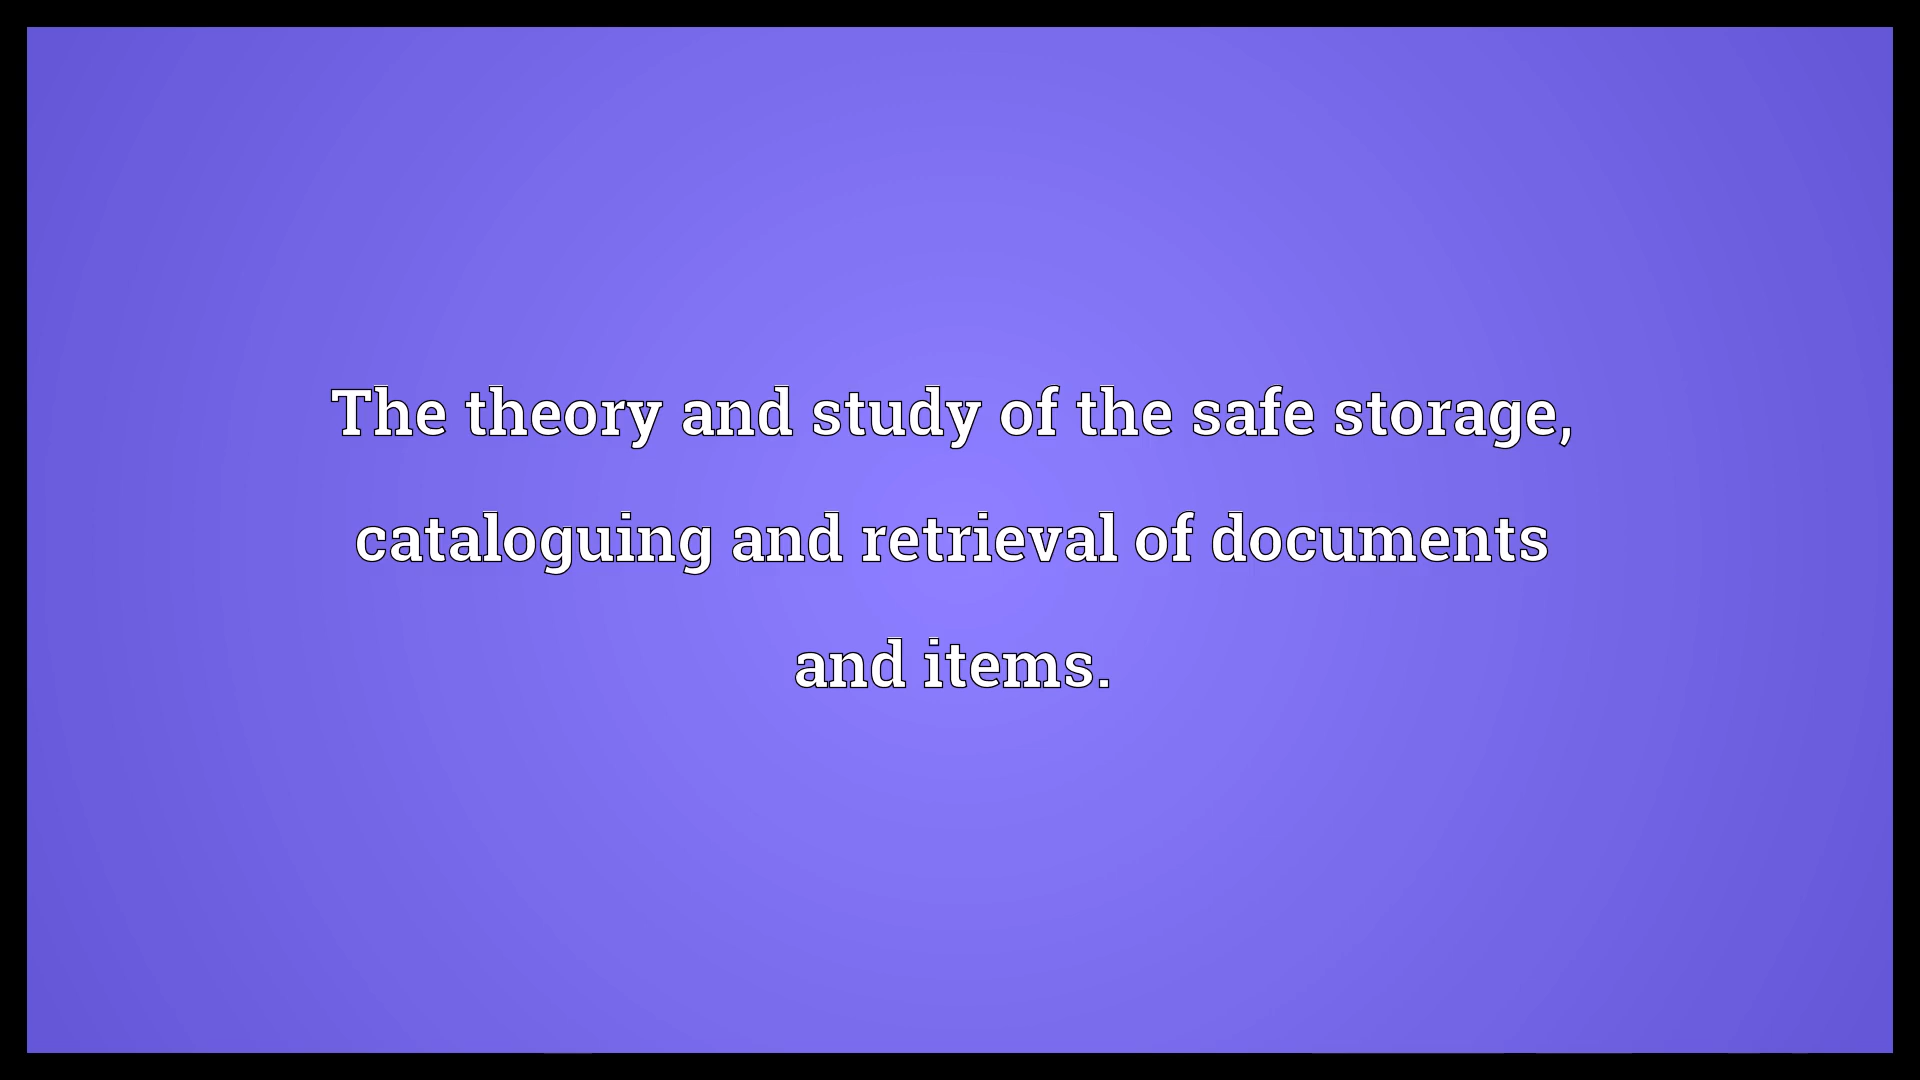 The theory and study of the safe storage,
cataloguing and retrieval of documents
and items.